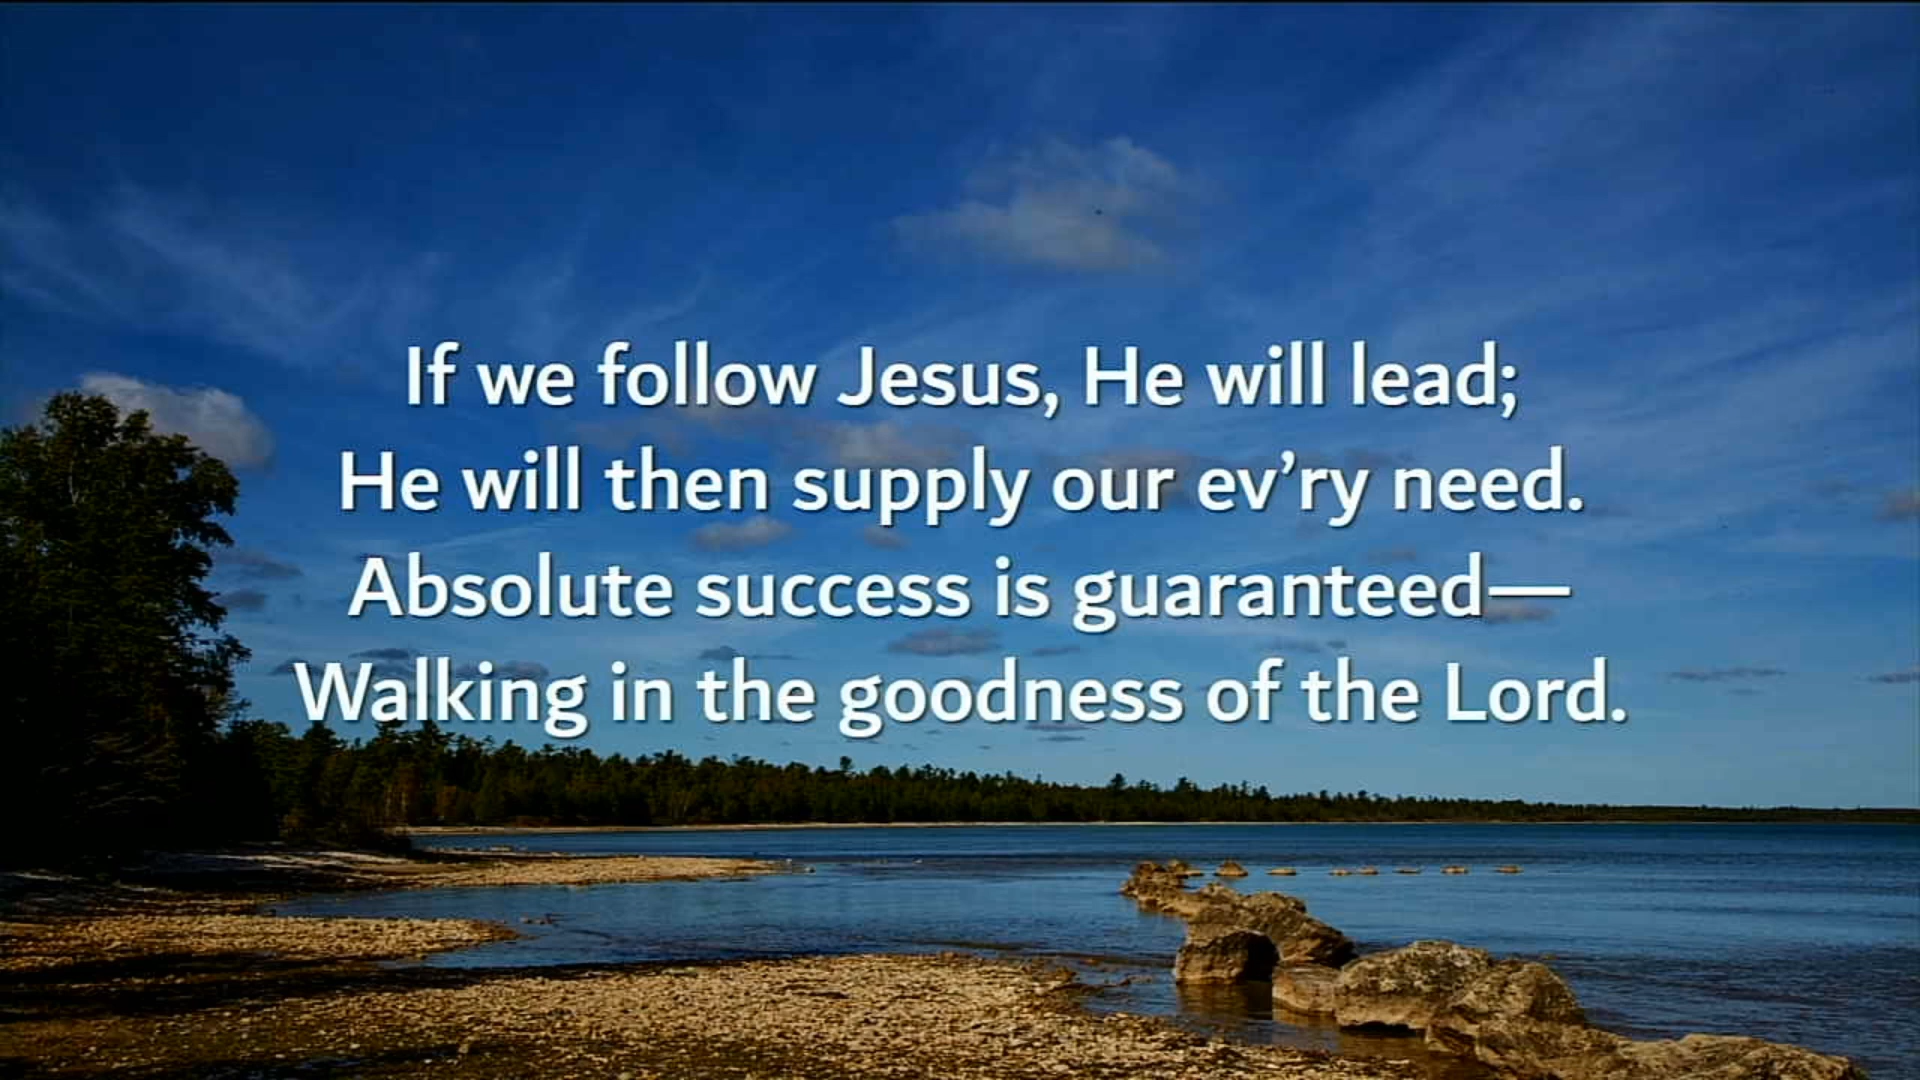 If we follow Jesus, He will lead;
He will then supply our ev’ry need.
Absolute success is guaranteed—
Walking in the goodness of the Lord.